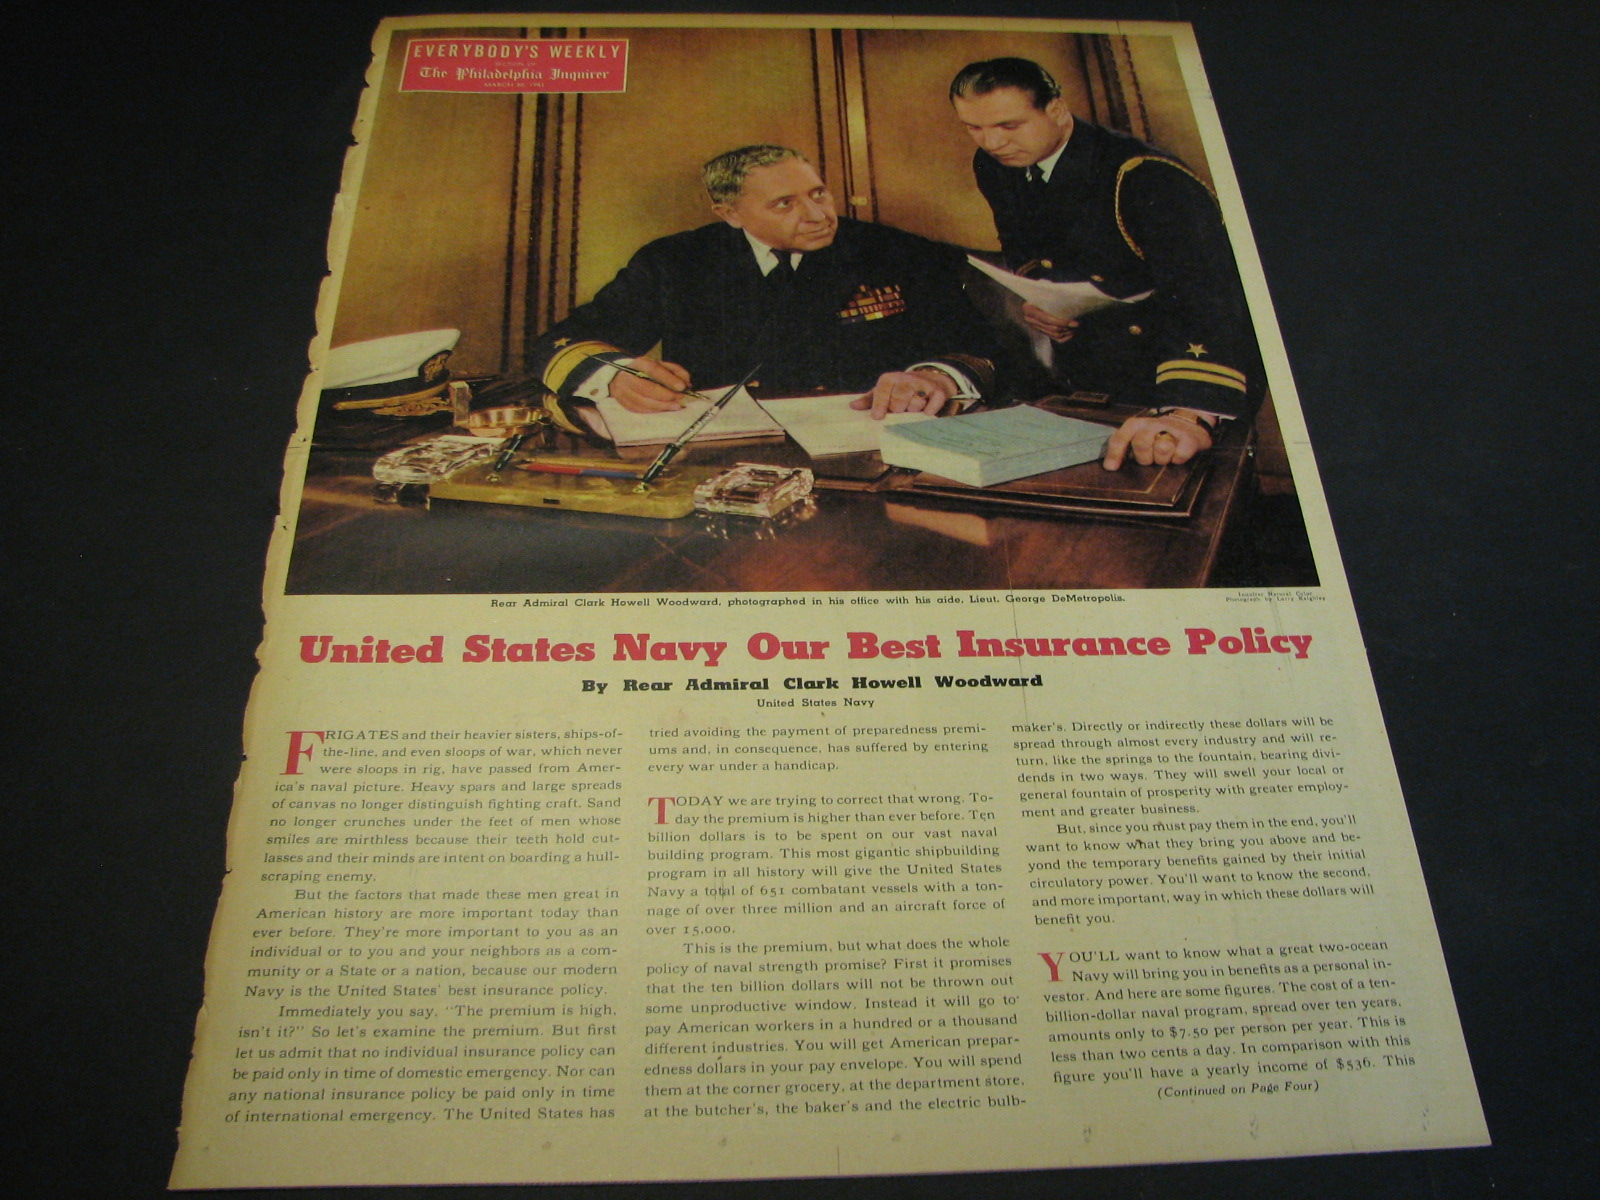 EVERYBODY'S WEEKLY
SECTION OF
The Philadelphia Inquirer
MARCH 30, 1941
Rear Admiral Clark Howell Woodward, photographed in his office with his aide, Lieut. George DeMetropolis.
Inquirer Natural Color
Photograph by Larry Keighley
United States Navy Our Best Insurance Policy
By Rear Admiral Clark Howell Woodward
United States Navy
FRIGATES and their heavier sisters, ships-of-
the-line, and even sloops of war, which never
were sloops in rig, have passed from Amer-
ica's naval picture. Heavy spars and large spreads
of canvas no longer distinguish fighting craft. Sand
no longer crunches under the feet of men whose
smiles are mirthless because their teeth hold cut-
lasses and their minds are intent on boarding a hull-
scraping enemy.
But the factors that made these men great in
American history are more important today than
ever before. They're more important to you as an
individual or to you and your neighbors as a com-
munity or a State or a nation, because our modern
Navy is the United States' best insurance policy.
Immediately you say, "The premium is high,
isn't it?" So let's examine the premium. But first
let us admit that no individual insurance policy can
be paid only in time of domestic emergency. Nor can
any national insurance policy be paid only in time
of international emergency. The United States has
tried avoiding the payment of preparedness premi-
ums and, in consequence, has suffered by entering
every war under a handicap.
TODAY we are trying to correct that wrong. To-
day the premium is higher than ever before. Ten
billion dollars is to be spent on our vast naval
building program. This most gigantic shipbuilding
program in all history will give the United States
Navy a total of 651 combatant vessels with a ton-
nage of over three million and an aircraft force of
over 15,000.
This is the premium, but what does the whole
policy of naval strength promise? First it promises
that the ten billion dollars will not be thrown out
some unproductive window. Instead it will go to
pay American workers in a hundred or a thousand
different industries. You will get American prepar-
edness dollars in your pay envelope. You will spend
them at the corner grocery, at the department store,
at the butcher's, the baker's and the electric bulb-
maker's. Directly or indirectly these dollars will be
spread through almost every industry and will re-
turn, like the springs to the fountain, bearing divi-
dends in two ways. They will swell your local or
general fountain of prosperity with greater employ-
ment and greater business.
But, since you must pay them in the end, you'll
want to know what they bring you above and be-
yond the temporary benefits gained by their initial
circulatory power. You'll want to know the second,
and more important, way in which these dollars will
benefit you.
YOU'LL want to know what a great two-ocean
Navy will bring you in benefits as a personal in-
vestor. And here are some figures. The cost of a ten-
billion-dollar naval program, spread over ten years,
amounts only to $7.50 per person per year. This is
less than two cents a day. In comparison with this
figure you'll have a yearly income of $536. This
(Continued on Page Four)